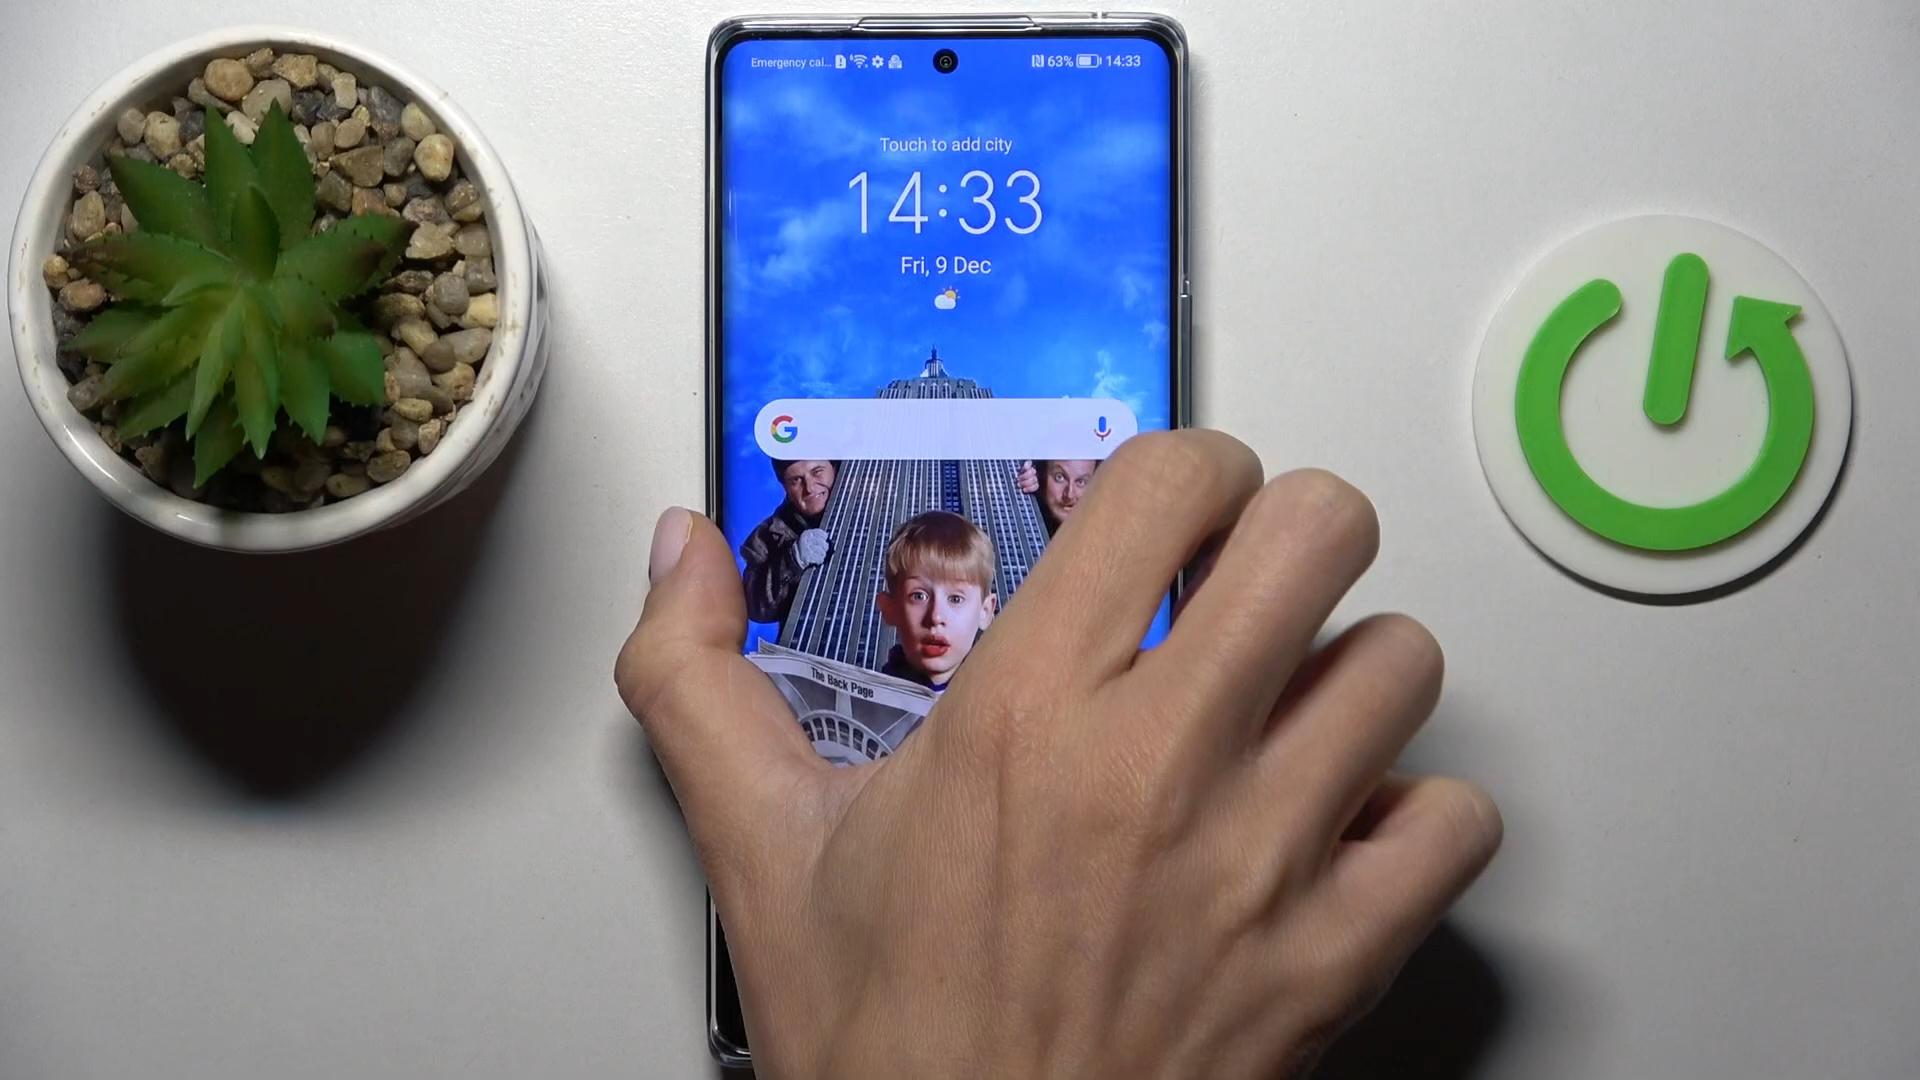 Emergency cal... 63% 14:33
Touch to add city
14:33
Fri, 9 Dec
G
The Back Page